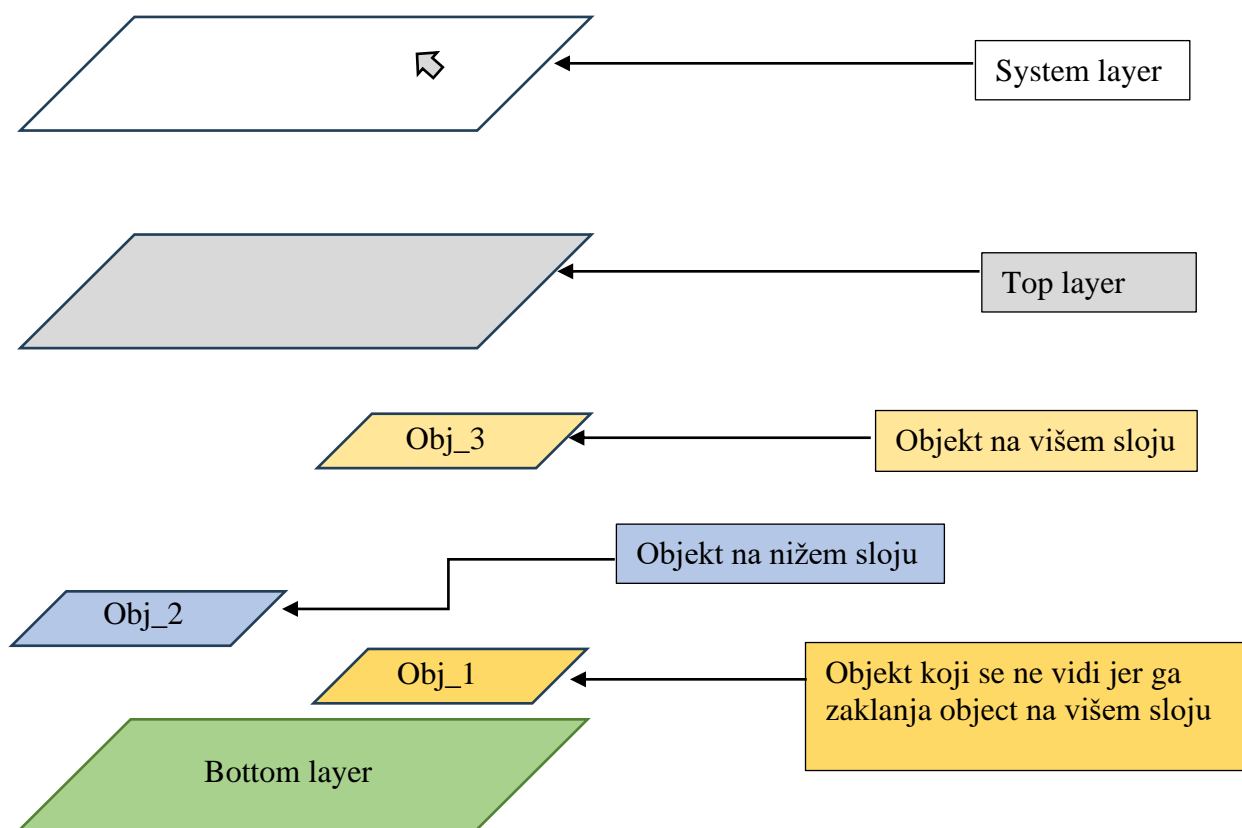 System layer
Top layer
Obj_3
Objekt na višem sloju
Objekt na nižem sloju
Obj_2
Obj_1
Objekt koji se ne vidi jer ga
zaklanja object na višem sloju
Bottom layer